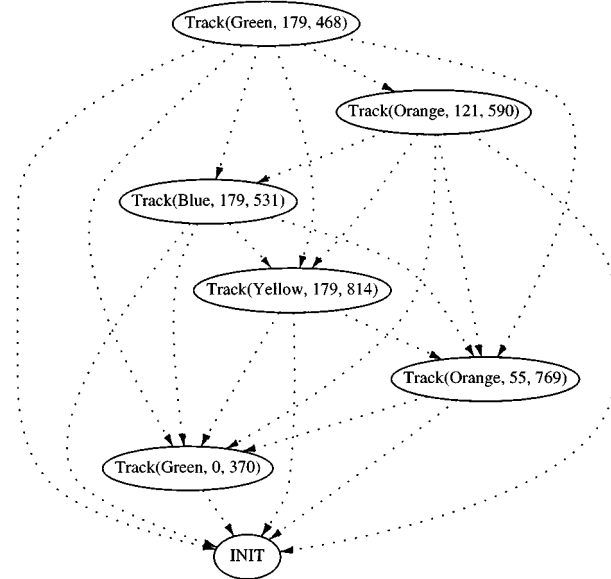 Track(Green, 179, 468)
Track(Orange, 121, 590)
Track(Blue, 179, 531)
Track(Yellow, 179, 814)
Track(Orange, 55, 769)
Track(Green, 0, 370)
INIT